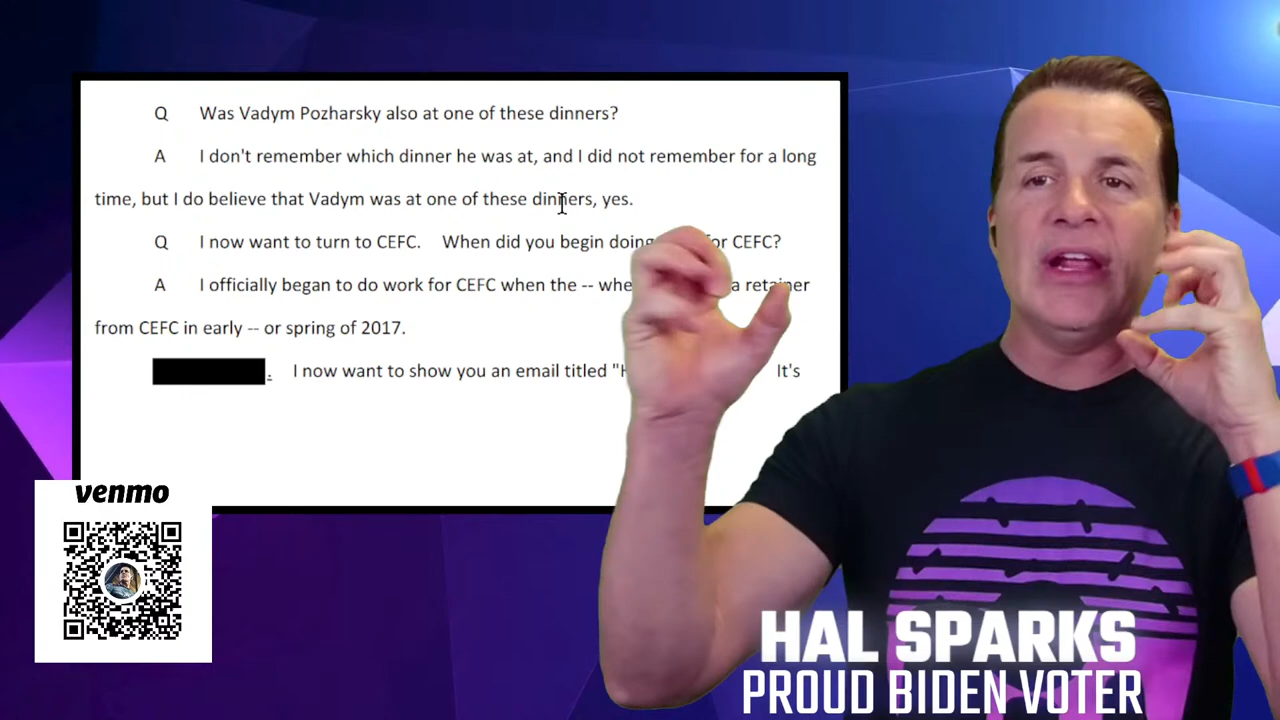 Q Was Vadym Pozharsky also at one of these dinners?
A I don't remember which dinner he was at, and I did not remember for a long
time, but I do believe that Vadym was at one of these dinners, yes.
Q I now want to turn to CEFC. When did you begin doing for CEFC?
A I officially began to do work for CEFC when the -- a retainer
from CEFC in early -- or spring of 2017.
. I now want to show you an email titled " It's
venmo
HAL SPARKS
PROUD BIDEN VOTER